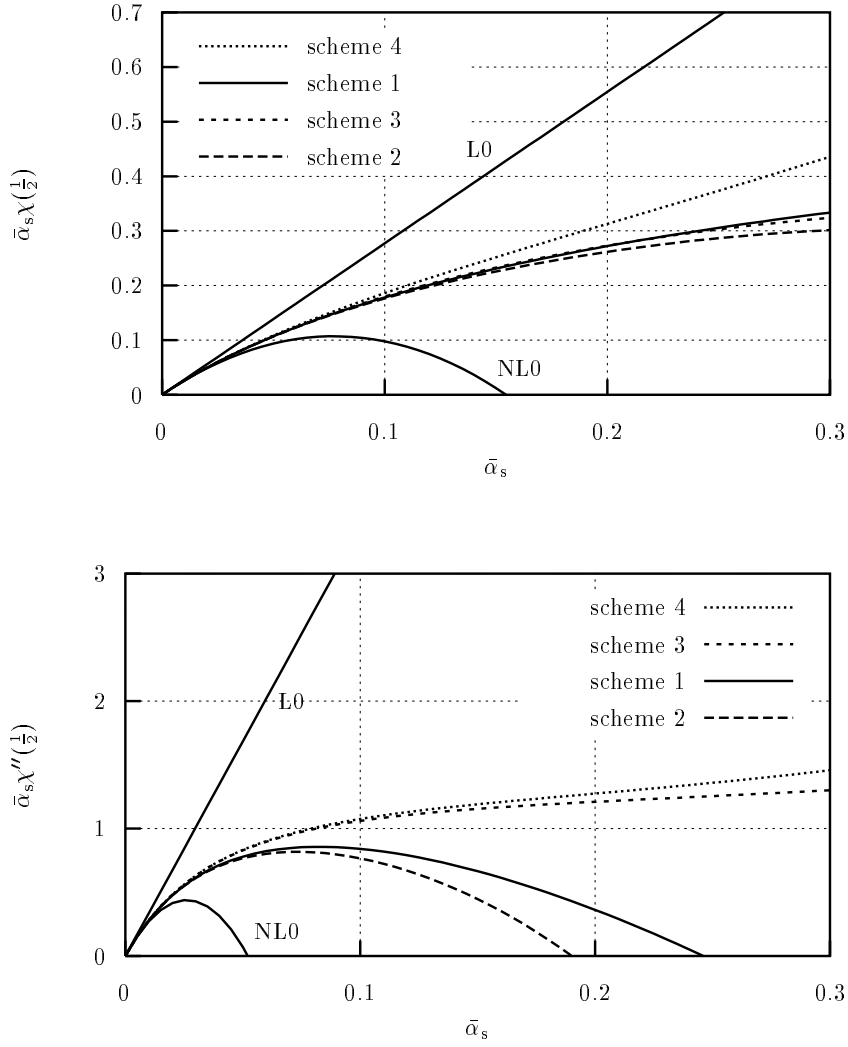 0.7
0.6
0.5
0.4
0.3
0.2
0.1
0
ᾱₛχ(½)
scheme 4
scheme 1
scheme 3
scheme 2
L0
NL0
0 0.1 0.2 0.3
ᾱₛ
3
2
1
0
ᾱₛχ″(½)
scheme 4
scheme 3
scheme 1
scheme 2
L0
NL0
0 0.1 0.2 0.3
ᾱₛ